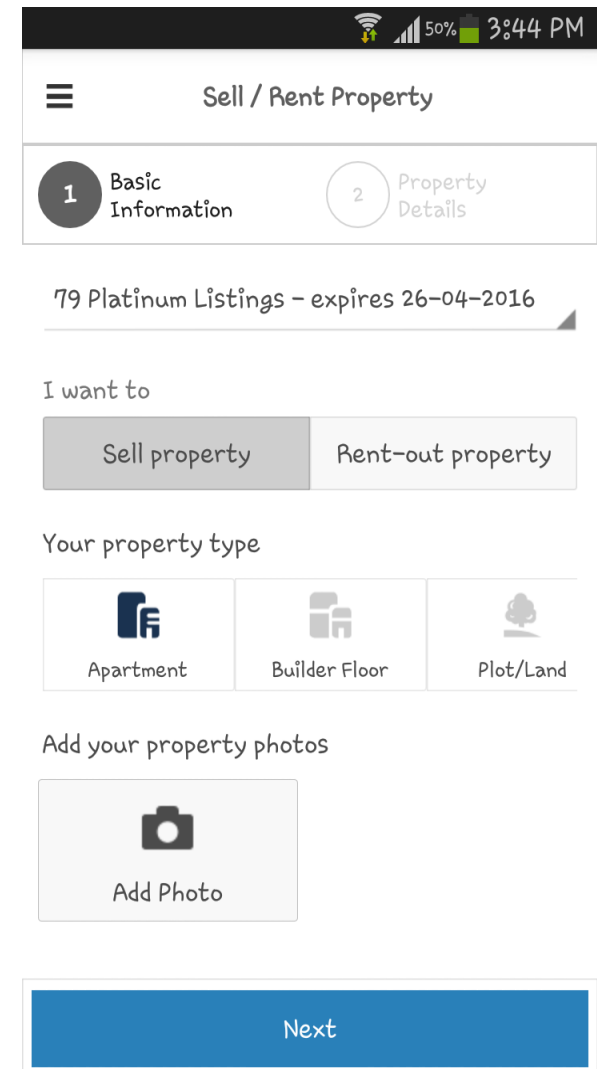 50% 3:44 PM
Sell / Rent Property
1 Basic Information
2 Property Details
79 Platinum Listings - expires 26-04-2016
I want to
Sell property Rent-out property
Your property type
Apartment Builder Floor Plot/Land
Add your property photos
Add Photo
Next